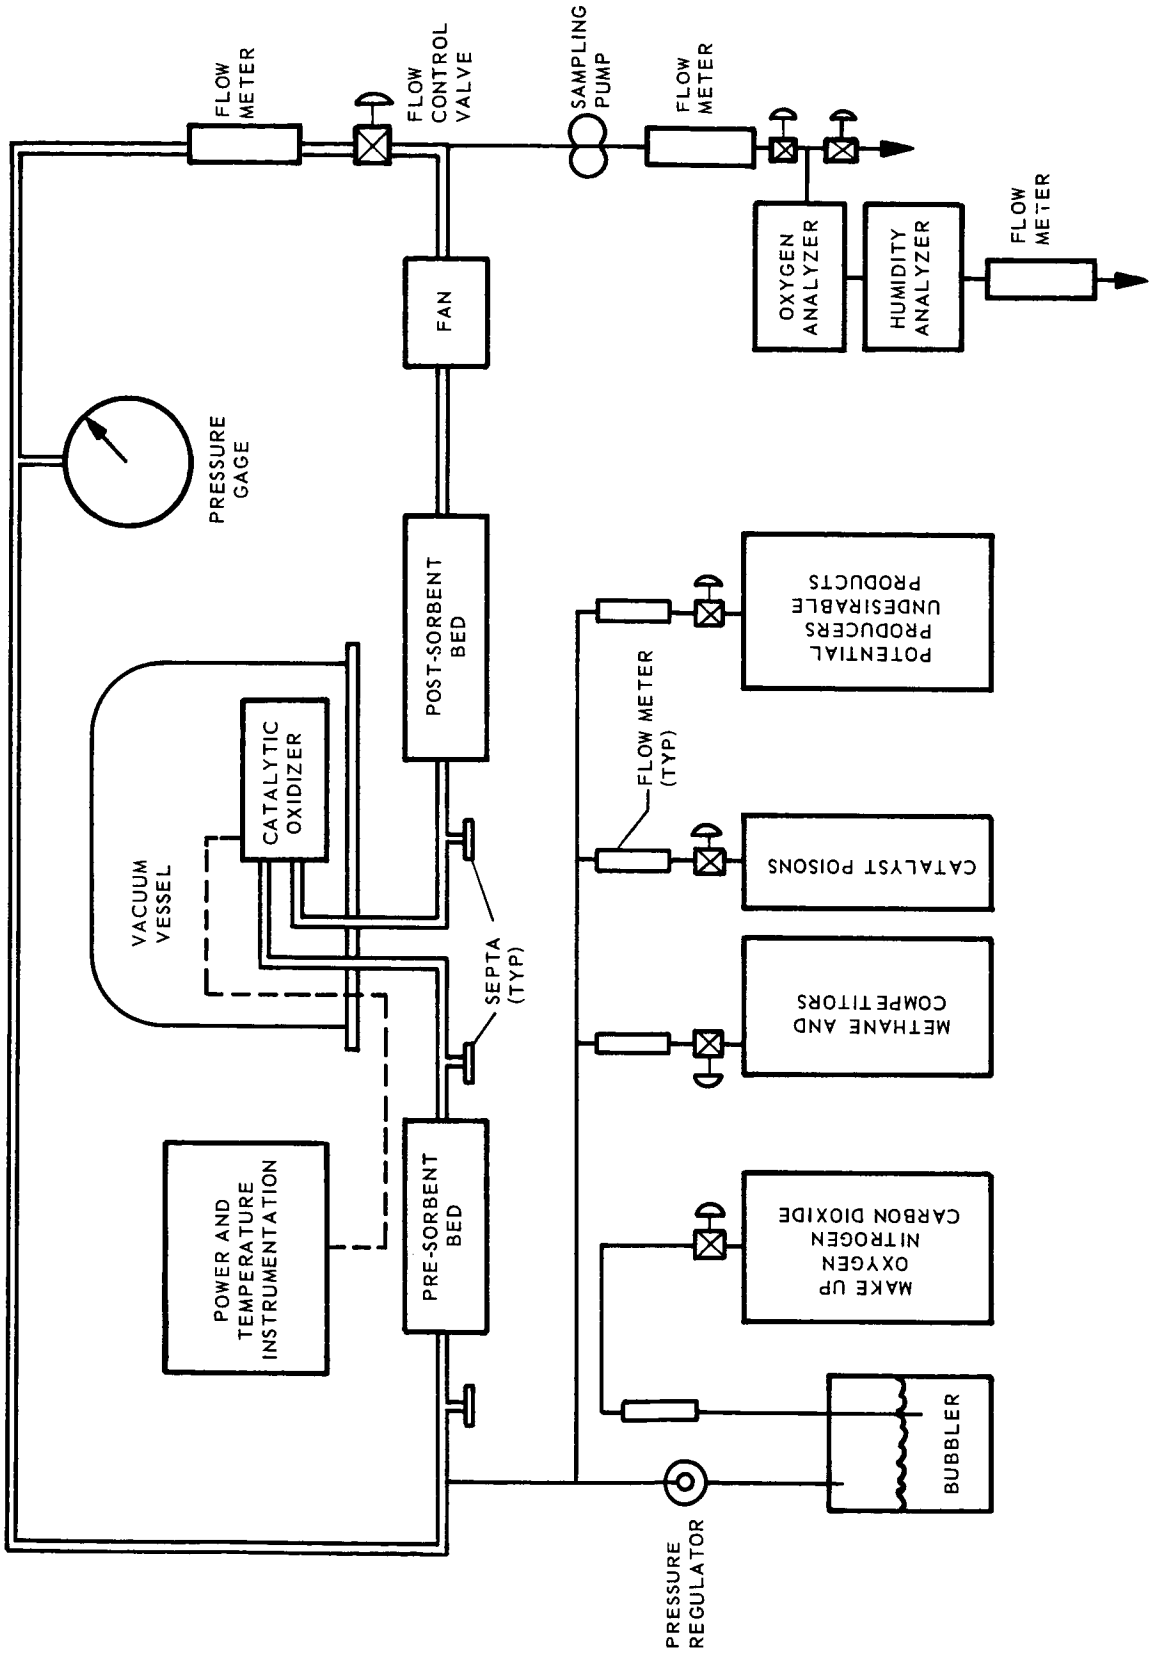 FLOW
METER
FLOW
CONTROL
VALVE
SAMPLING
PUMP
FLOW
METER
FLOW
METER
OXYGEN
ANALYZER
HUMIDITY
ANALYZER
FAN
PRESSURE
GAGE
POST-SORBENT
BED
CATALYTIC
OXIDIZER
VACUUM
VESSEL
SEPTA
(TYP)
POWER AND
TEMPERATURE
INSTRUMENTATION
PRE-SORBENT
BED
FLOW METER
(TYP)
POTENTIAL
PRODUCERS
UNDESIRABLE
PRODUCTS
CATALYST POISONS
METHANE AND
COMPETITORS
MAKE UP
OXYGEN
NITROGEN
CARBON DIOXIDE
BUBBLER
PRESSURE
REGULATOR